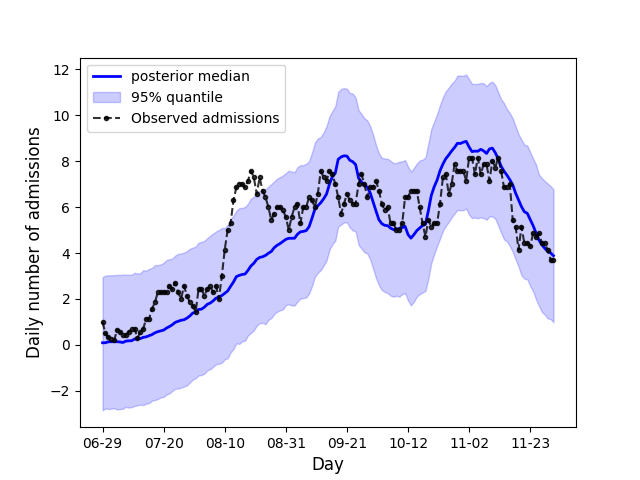 posterior median
95% quantile
Observed admissions
Daily number of admissions
12
10
8
6
4
2
0
−2
06-29 07-20 08-10 08-31 09-21 10-12 11-02 11-23
Day